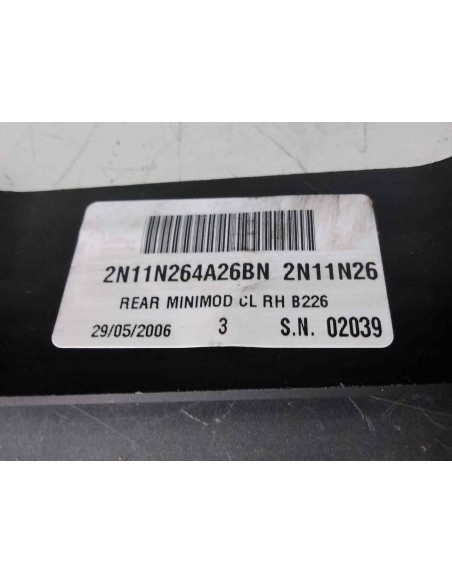 2N11N264A26BN 2N11N26
REAR MINIMOD CL RH B226
29/05/2006 3 S.N. 02039